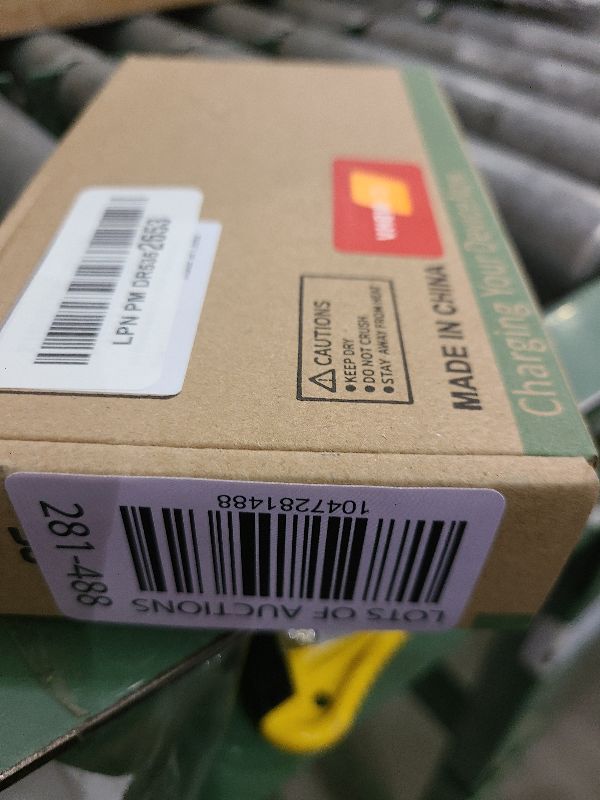 LPN PM DR6352653
⚠ CAUTIONS
• KEEP DRY
• DO NOT CRUSH
• STAY AWAY FROM HEAT
MADE IN CHINA
Charging Your Devices
LOTS OF AUCTIONS
1047281488
281-488